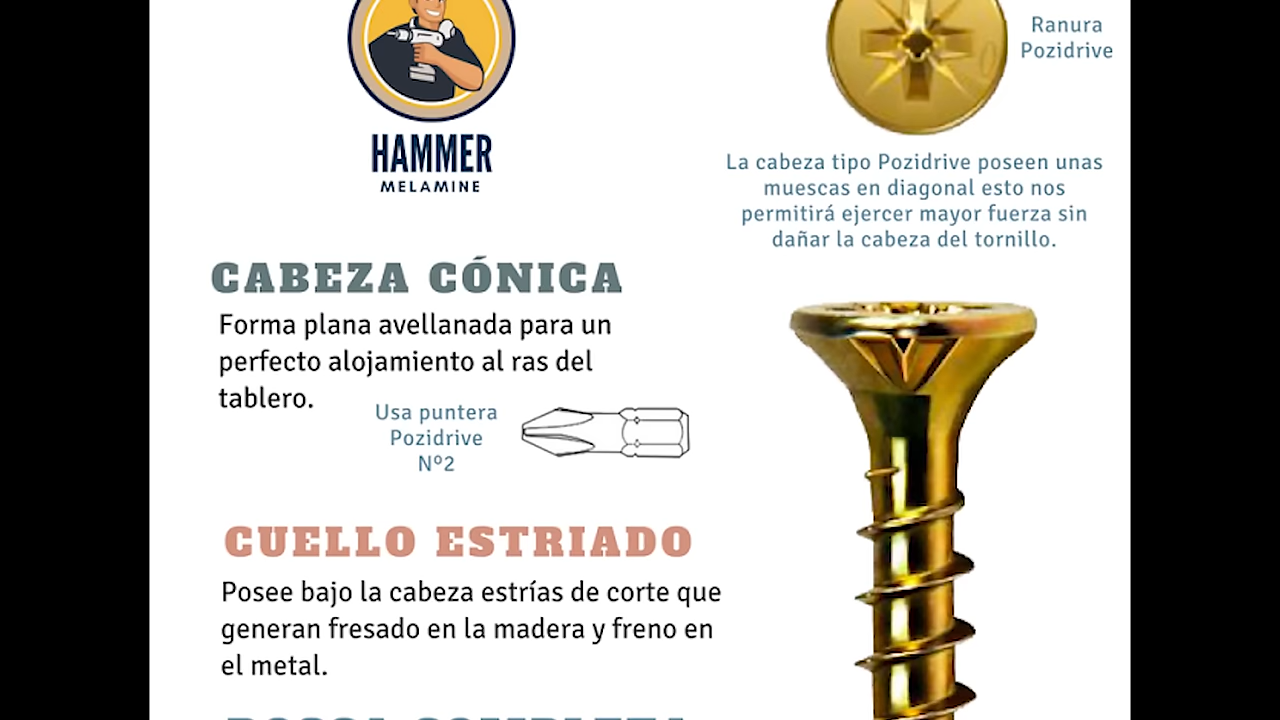 HAMMER
MELAMINE
Ranura
Pozidrive
La cabeza tipo Pozidrive poseen unas
muescas en diagonal esto nos
permitirá ejercer mayor fuerza sin
dañar la cabeza del tornillo.
CABEZA CÓNICA
Forma plana avellanada para un
perfecto alojamiento al ras del
tablero.
Usa puntera
Pozidrive
Nº2
CUELLO ESTRIADO
Posee bajo la cabeza estrías de corte que
generan fresado en la madera y freno en
el metal.